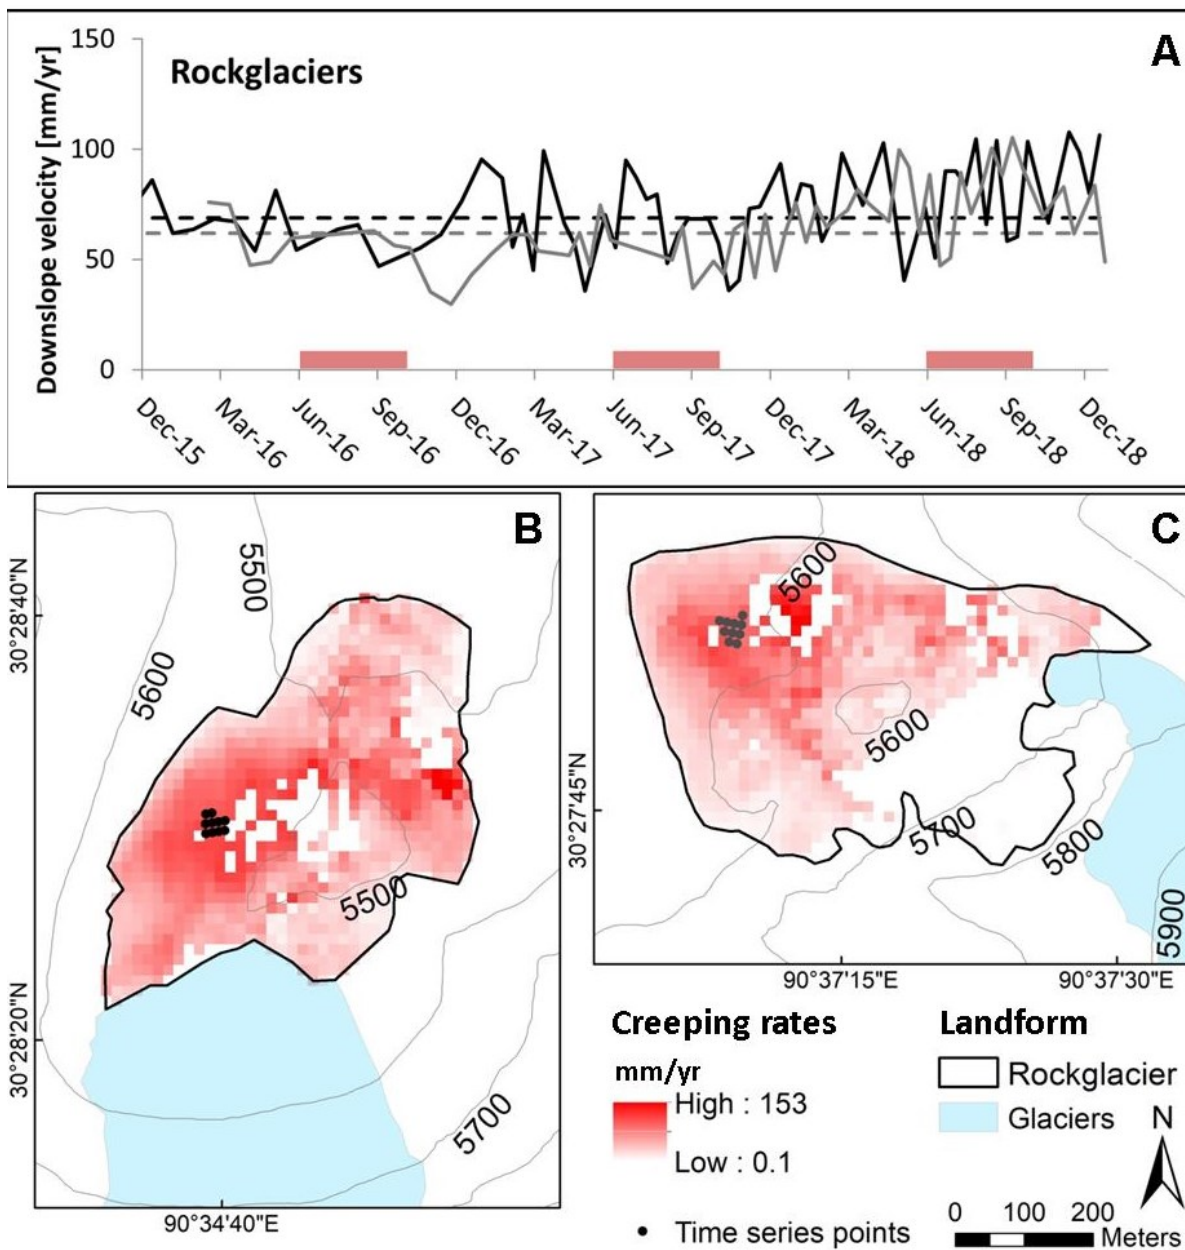 A
Rockglaciers
Downslope velocity [mm/yr]
150
100
50
0
Dec-15
Mar-16
Jun-16
Sep-16
Dec-16
Mar-17
Jun-17
Sep-17
Dec-17
Mar-18
Jun-18
Sep-18
Dec-18
B
5500
5600
5500
5700
30°28'40"N
30°28'20"N
90°34'40"E
C
5600
5600
5700
5800
5900
30°27'45"N
90°37'15"E
90°37'30"E
Creeping rates
mm/yr
High : 153
Low : 0.1
Time series points
Landform
Rockglacier
Glaciers
N
0 100 200
Meters